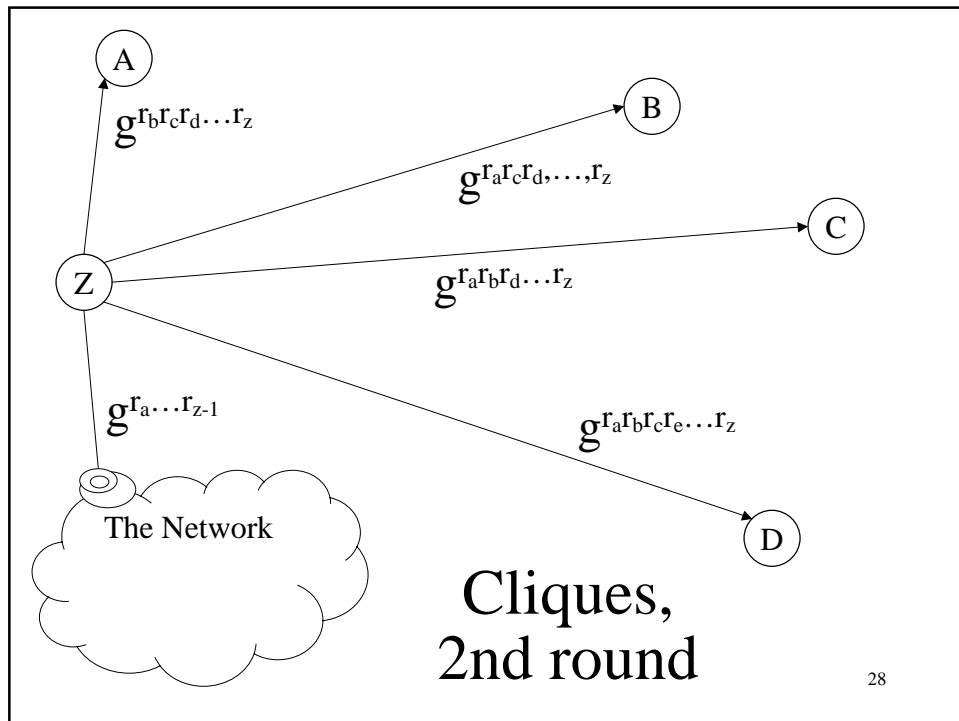 A
g^{r_b r_c r_d…r_z}
B
g^{r_a r_c r_d,…,r_z}
C
Z
g^{r_a r_b r_d…r_z}
g^{r_a…r_{z-1}}
g^{r_a r_b r_c r_e…r_z}
The Network
D
Cliques,
2nd round
28